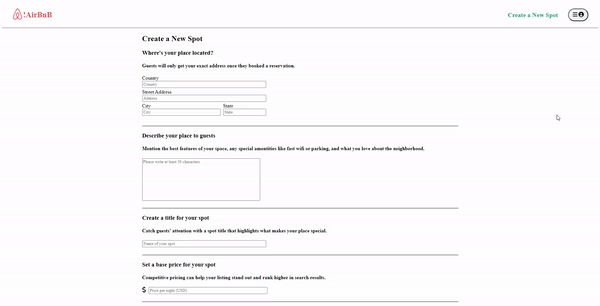 !AirBnB
Create a New Spot
Create a New Spot
Where's your place located?
Guests will only get your exact address once they booked a reservation.
Country
Country
Street Address
Address
City State
City State
Describe your place to guests
Mention the best features of your space, any special amentities like fast wifi or parking, and what you love about the neighborhood.
Please write at least 30 characters
Create a title for your spot
Catch guests' attention with a spot title that highlights what makes your place special.
Name of your spot
Set a base price for your spot
Competitive pricing can help your listing stand out and rank higher in search results.
$ Price per night (USD)